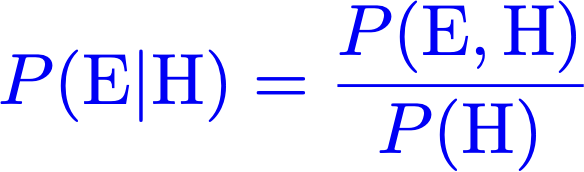 P(E|H) = P(E, H) / P(H)